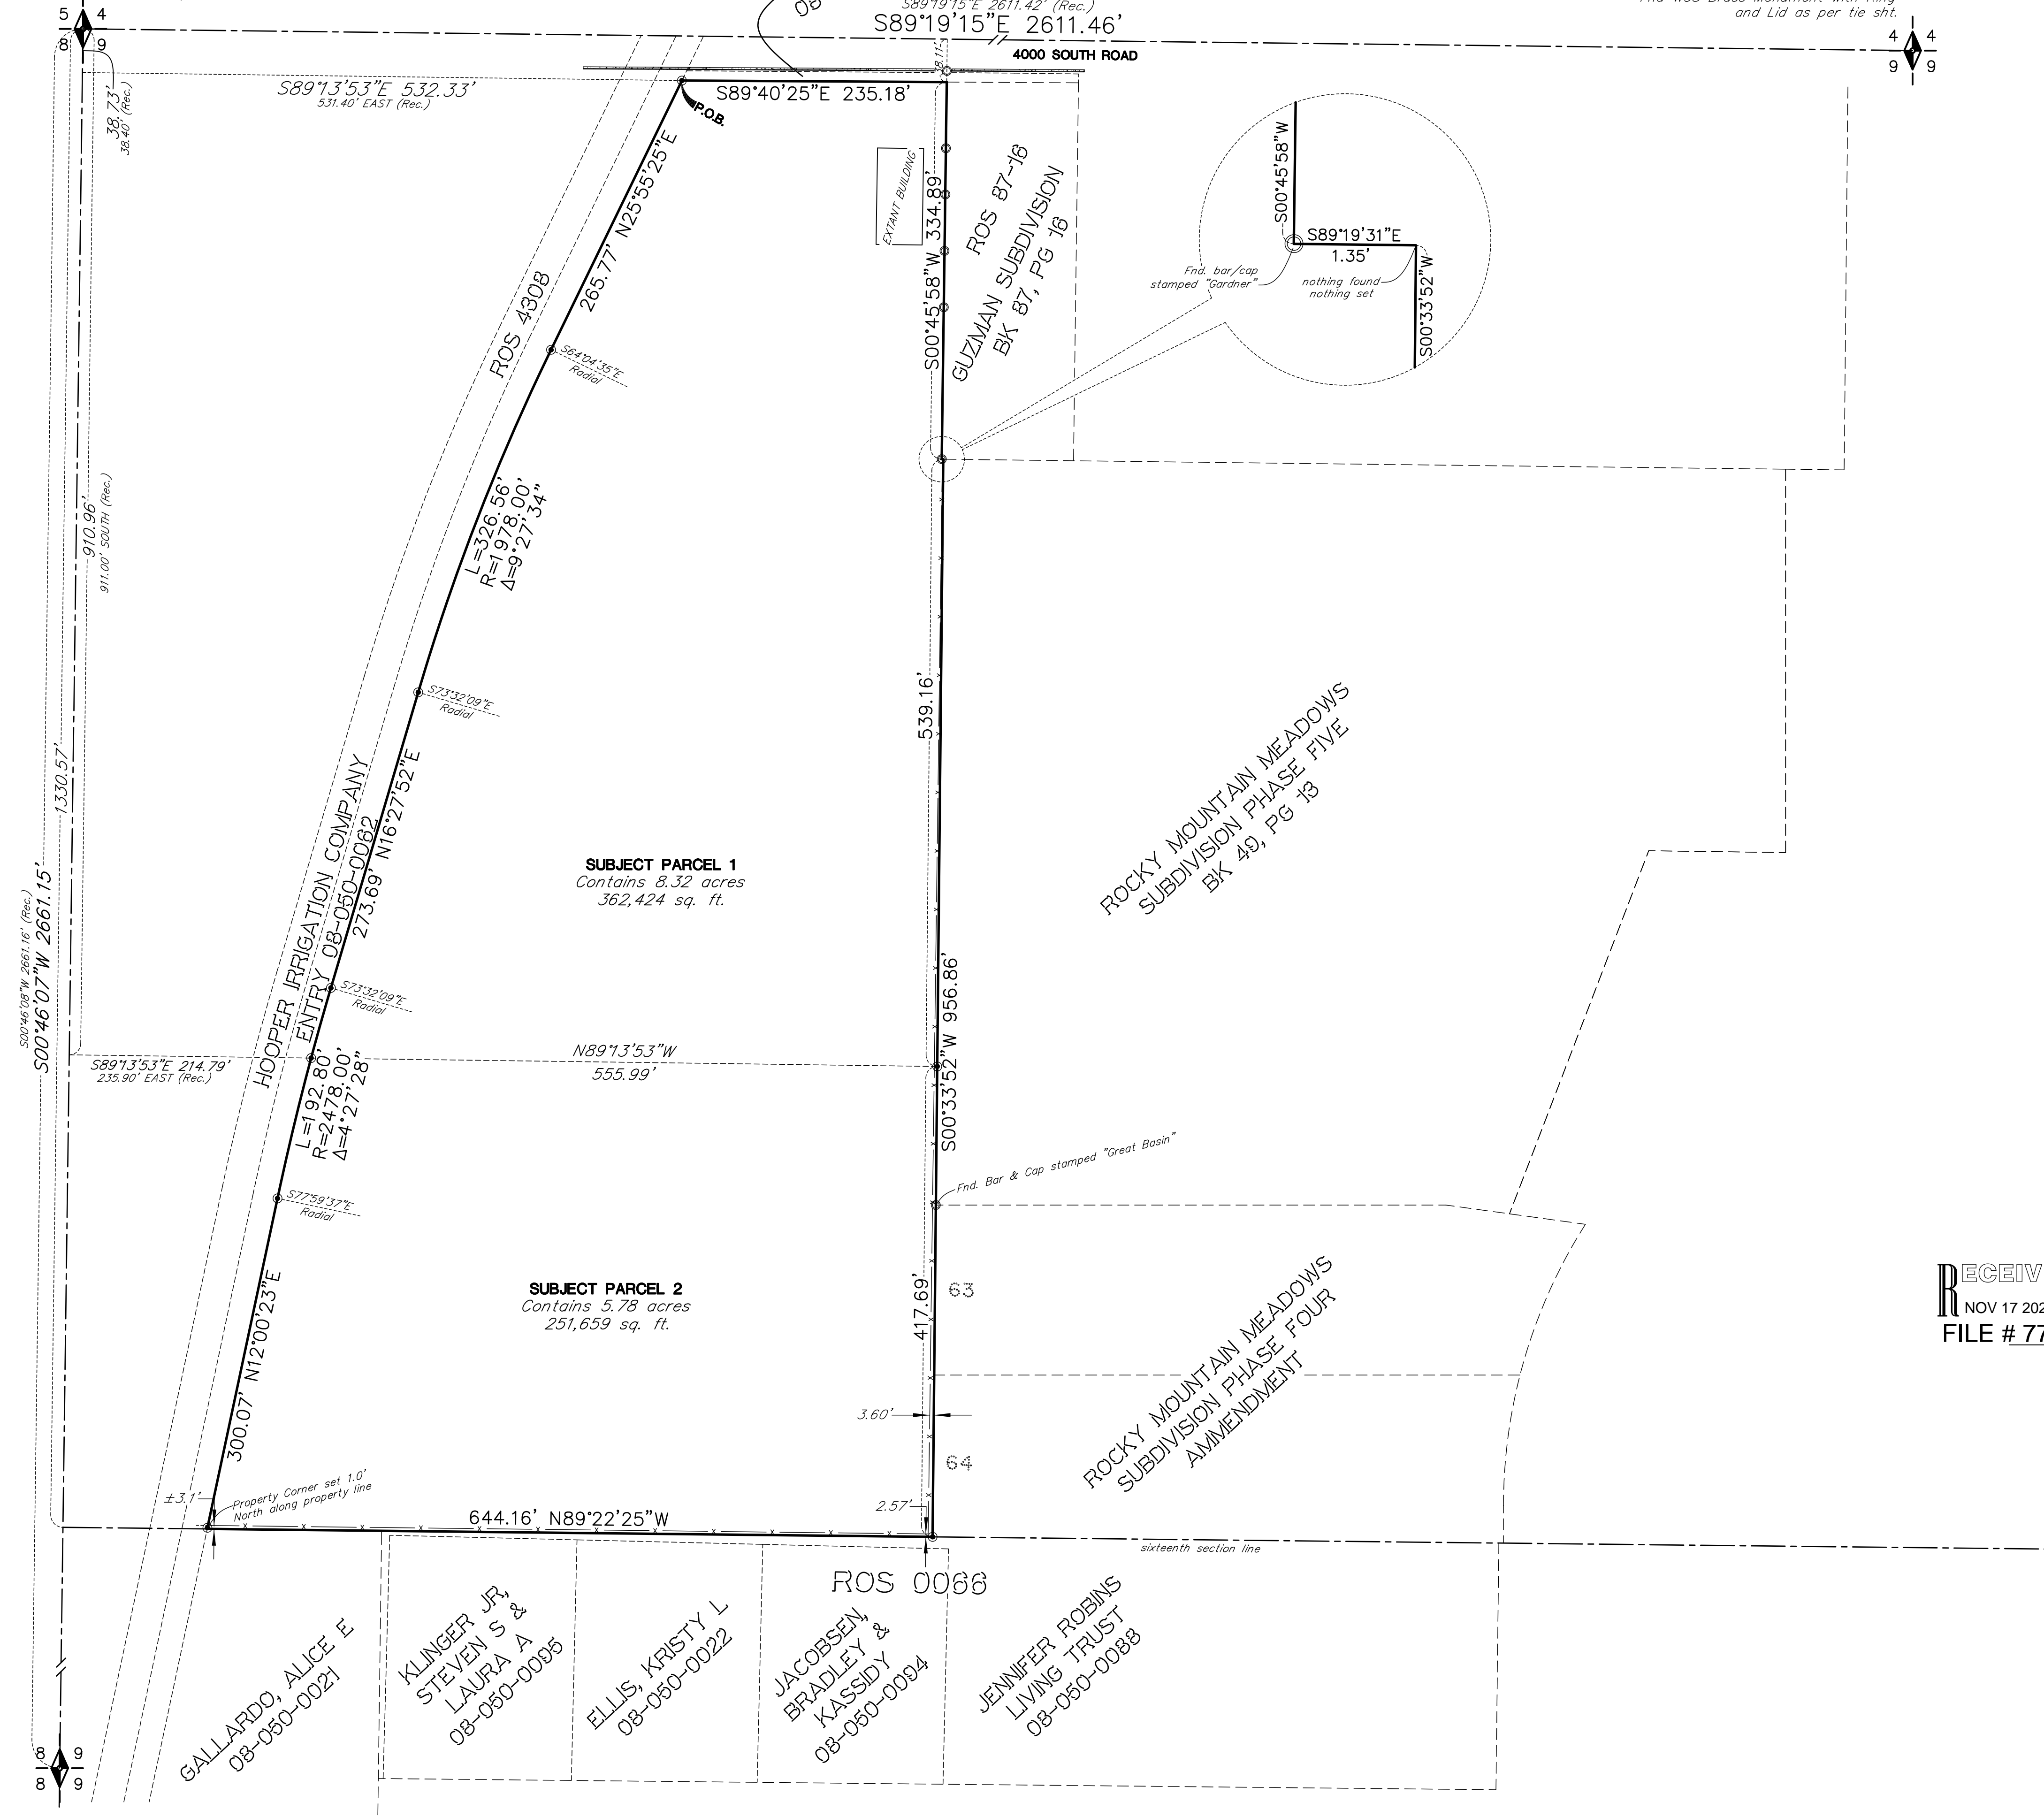 5 4
8 9
S89°19'15"E 2611.42' (Rec.)
S89°19'15"E 2611.46'
4000 SOUTH ROAD
and Lid as per tie sht.
4 4
9 9
38.73'
38.40' (Rec.)
S89°13'53"E 532.33'
531.40' EAST (Rec.)
S89°40'25"E 235.18'
P.O.B.
265.77' N25°55'25"E
EXTANT BUILDING
S00°45'58"W 334.89'
ROS 87-16
GUZMAN SUBDIVISION
BK 87, PG 16
S00°45'58"W
S89°19'31"E
1.35'
Fnd. bar/cap
stamped "Gardner"
nothing found
nothing set
S00°33'52"W
ROS 4308
S64°04'35"E
Radial
910.96'
911.00' SOUTH (Rec.)
L=326.56'
R=1978.00'
Δ=9°27'34"
S73°32'09"E
Radial
539.16'
ROCKY MOUNTAIN MEADOWS
SUBDIVISION PHASE FIVE
BK 49, PG 13
1330.57'
S00°46'07"W 2661.15'
S00°46'08"W 2661.16' (Rec.)
HOOPER IRRIGATION COMPANY
ENTRY 08-050-0062
273.69' N16°27'52"E
SUBJECT PARCEL 1
Contains 8.32 acres
362,424 sq. ft.
S73°32'09"E
Radial
S89°13'53"E 214.79'
235.90' EAST (Rec.)
N89°13'53"W
555.99'
S00°33'52"W 956.86'
L=192.80'
R=2478.00'
Δ=4°27'28"
Fnd. Bar & Cap stamped "Great Basin"
S77°59'37"E
Radial
SUBJECT PARCEL 2
Contains 5.78 acres
251,659 sq. ft.
417.69'
63
ROCKY MOUNTAIN MEADOWS
SUBDIVISION PHASE FOUR
AMMENDMENT
300.07' N12°00'23"E
3.60'
64
±3.1'
Property Corner set 1.0'
North along property line
2.57'
644.16' N89°22'25"W
sixteenth section line
ROS 0066
GALLARDO, ALICE E
08-050-0021
KLINGER JR,
STEVEN S &
LAURA A
08-050-0095
ELLIS, KRISTY L
08-050-0022
JACOBSEN,
BRADLEY &
KASSIDY
08-050-0094
JENNIFER ROBINS
LIVING TRUST
08-050-0088
8 9
8 9
RECEIV
NOV 17 202
FILE # 77